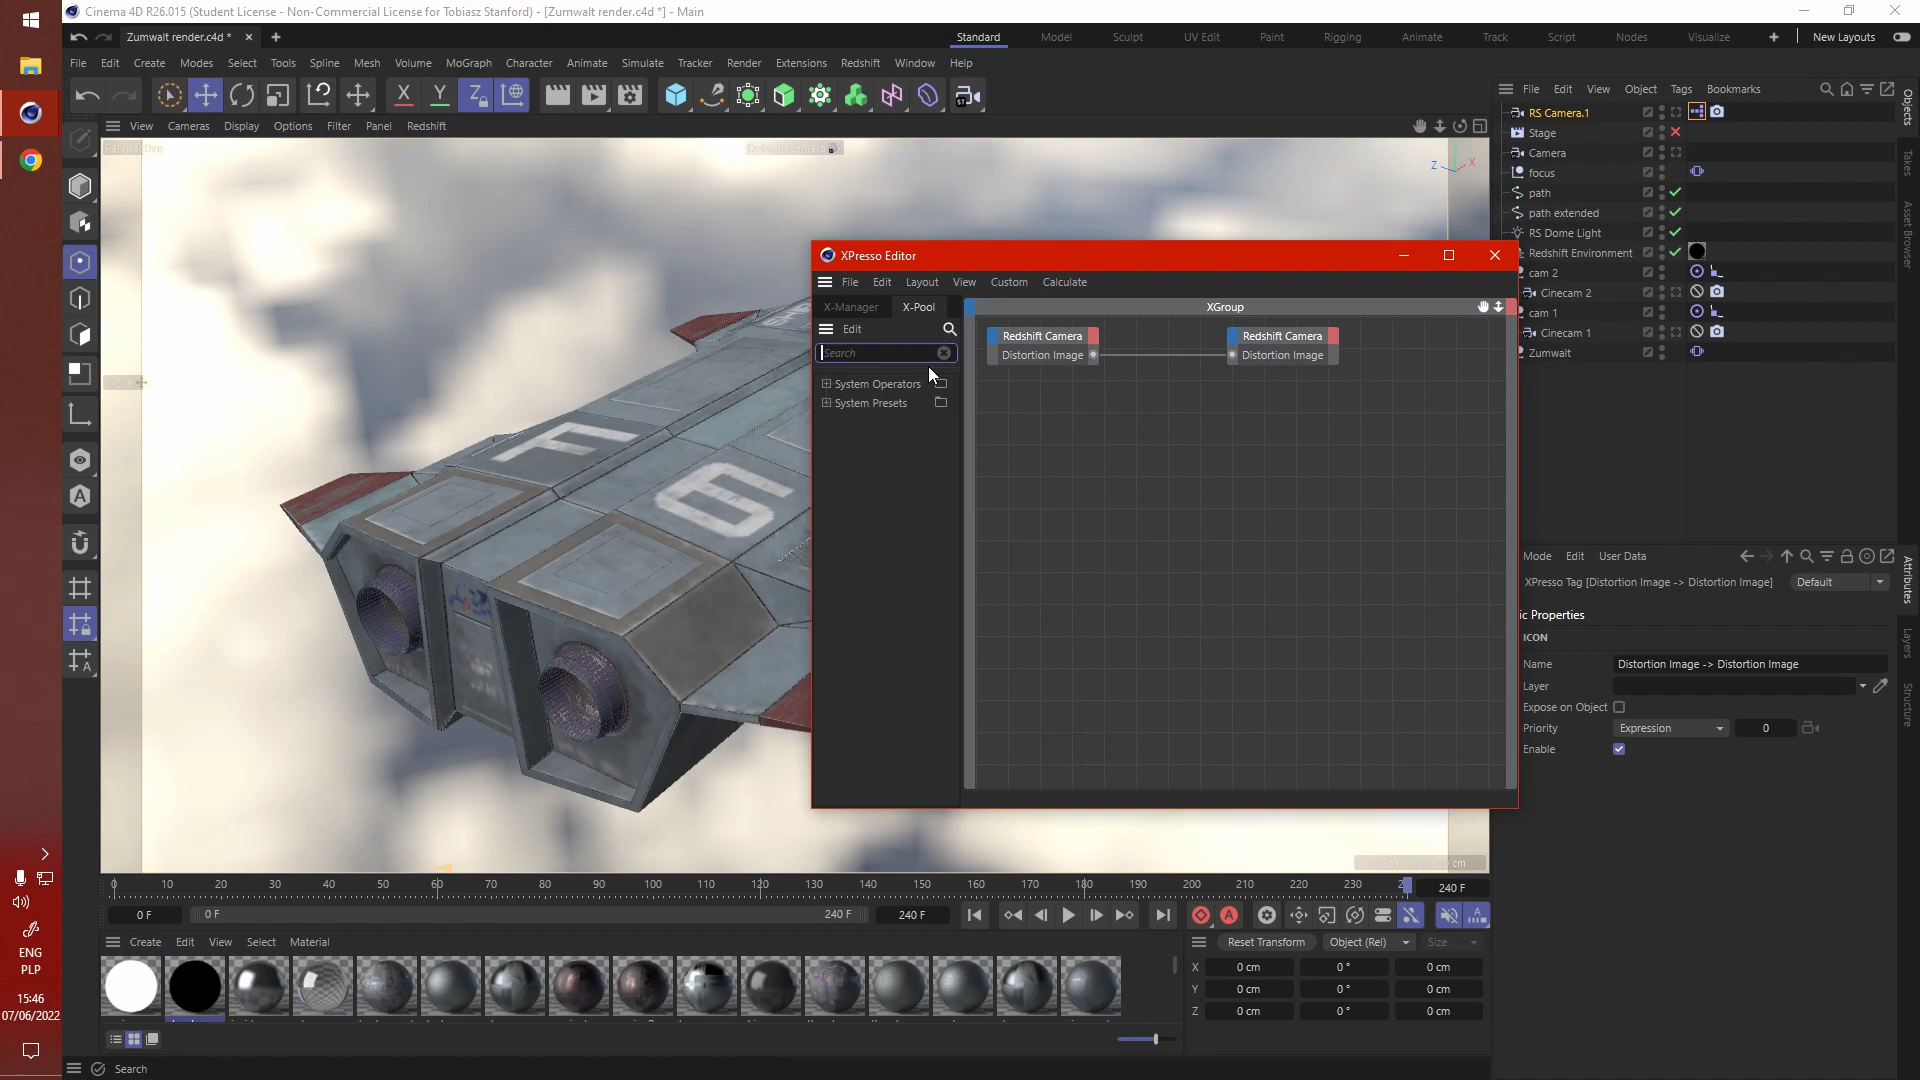 Cinema 4D R26.015 (Student License - Non-Commercial License for Tobiasz Stanford) - [Zumwalt render.c4d *] - Main
Zumwalt render.c4d *
Standard Model Sculpt UV Edit Paint Rigging Animate Track Script Nodes Visualize New Layouts
File Edit Create Modes Select Tools Spline Mesh Volume MoGraph Character Animate Simulate Tracker Render Extensions Redshift Window Help
X Y Z ST
View Cameras Display Options Filter Panel Redshift
File Edit View Object Tags Bookmarks
RS Camera.1
Stage
Camera
focus
path
path extended
RS Dome Light
Redshift Environment
cam 2
Cinecam 2
cam 1
Cinecam 1
Zumwalt
Objects
Takes
Asset Browser
Z Y X
F
6
XPresso Editor
File Edit Layout View Custom Calculate
X-Manager X-Pool
Edit
Search
System Operators
System Presets
XGroup
Redshift Camera
Distortion Image
Redshift Camera
Distortion Image
Mode Edit User Data
XPresso Tag [Distortion Image -> Distortion Image] Default
ic Properties
ICON
Name Distortion Image -> Distortion Image
Layer
Expose on Object
Priority Expression 0
Enable
Attributes
Layers
Structure
0 10 20 30 40 50 60 70 80 90 100 110 120 130 140 150 160 170 180 190 200 210 220 230 240 F
0 F 0 F 240 F 240 F
Create Edit View Select Material
Reset Transform Object (Rel) Size
X 0 cm 0 ° 0 cm
Y 0 cm 0 ° 0 cm
Z 0 cm 0 ° 0 cm
Search
ENG
PLP
15:46
07/06/2022